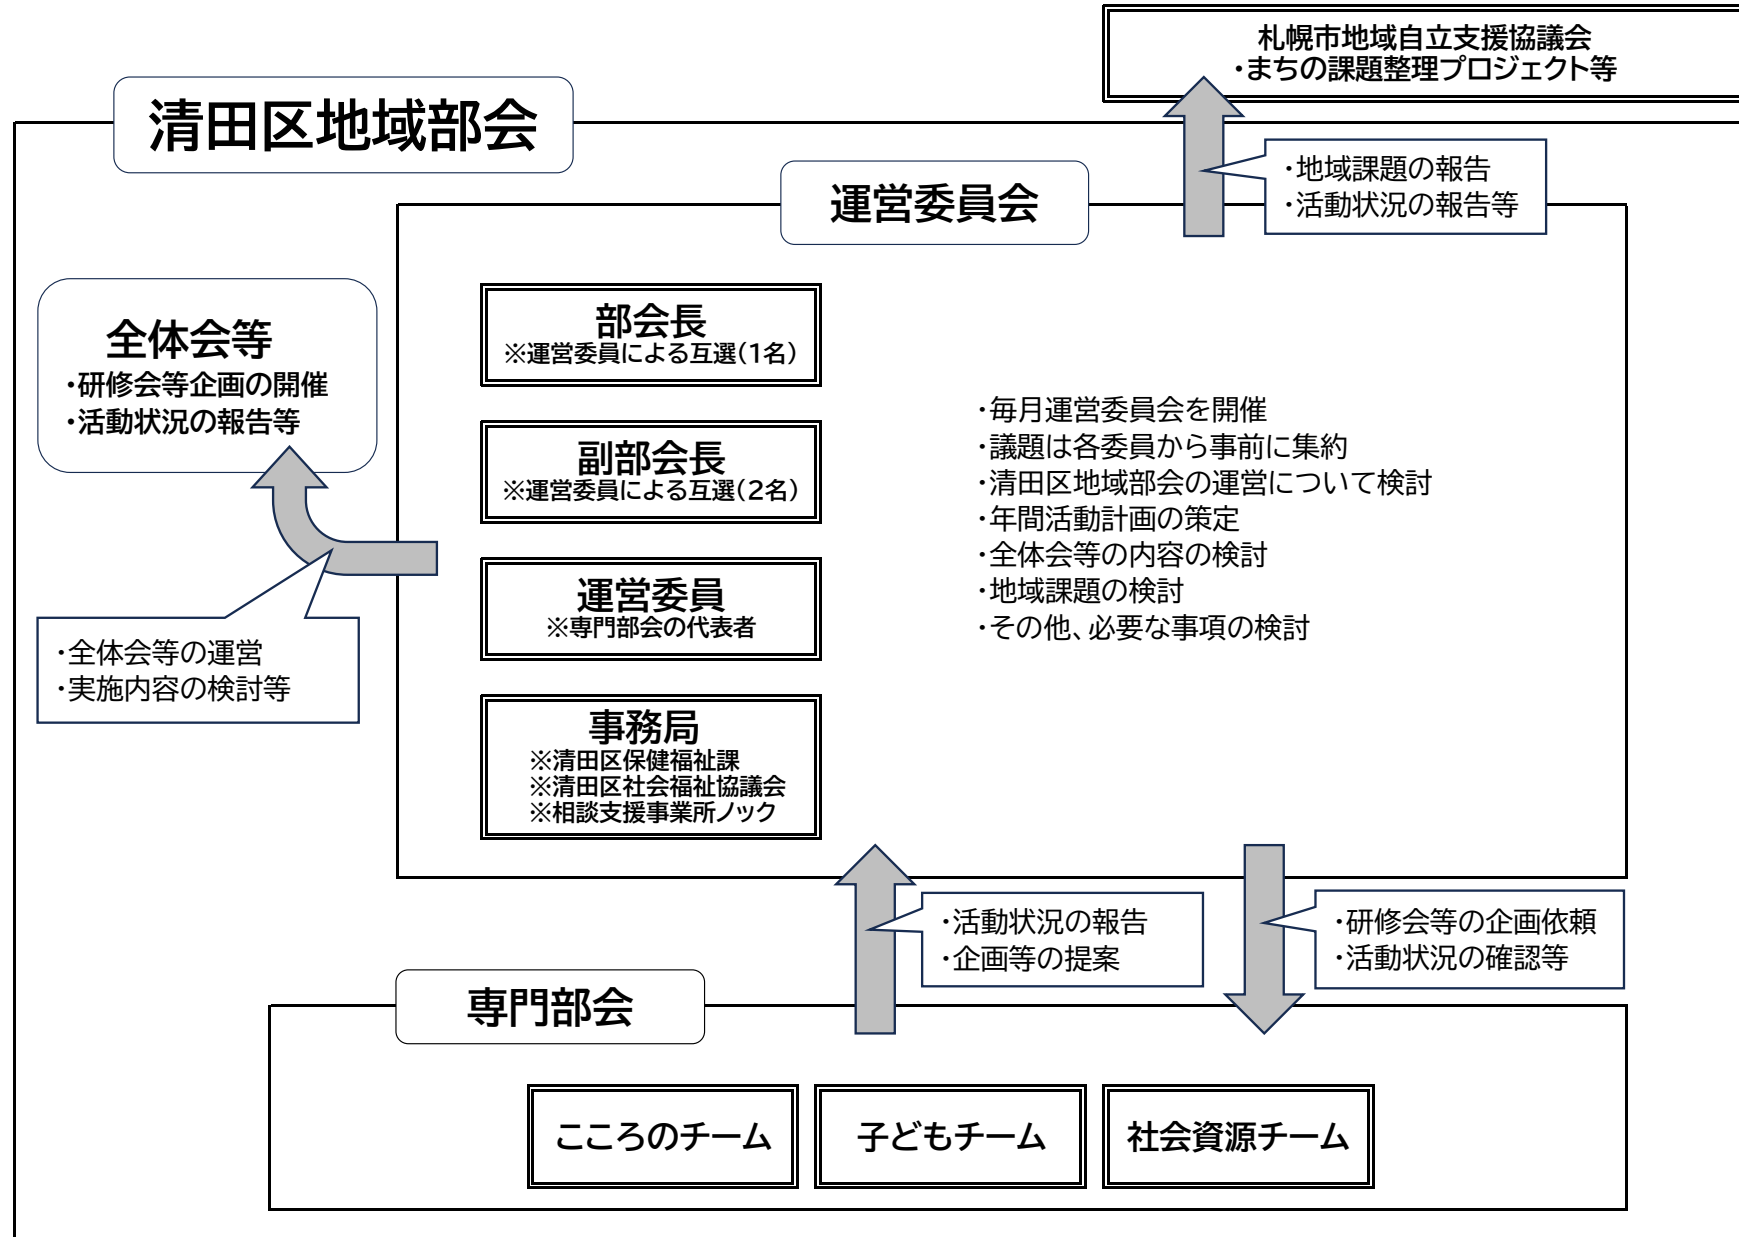 札幌市地域自立支援協議会
・まちの課題整理プロジェクト等
清田区地域部会
・地域課題の報告
・活動状況の報告等
運営委員会
全体会等
・研修会等企画の開催
・活動状況の報告等
部会長
※運営委員による互選(1名)
副部会長
※運営委員による互選(2名)
運営委員
※専門部会の代表者
事務局
※清田区保健福祉課
※清田区社会福祉協議会
※相談支援事業所ノック
・毎月運営委員会を開催
・議題は各委員から事前に集約
・清田区地域部会の運営について検討
・年間活動計画の策定
・全体会等の内容の検討
・地域課題の検討
・その他、必要な事項の検討
・全体会等の運営
・実施内容の検討等
・活動状況の報告
・企画等の提案
・研修会等の企画依頼
・活動状況の確認等
専門部会
こころのチーム
子どもチーム
社会資源チーム